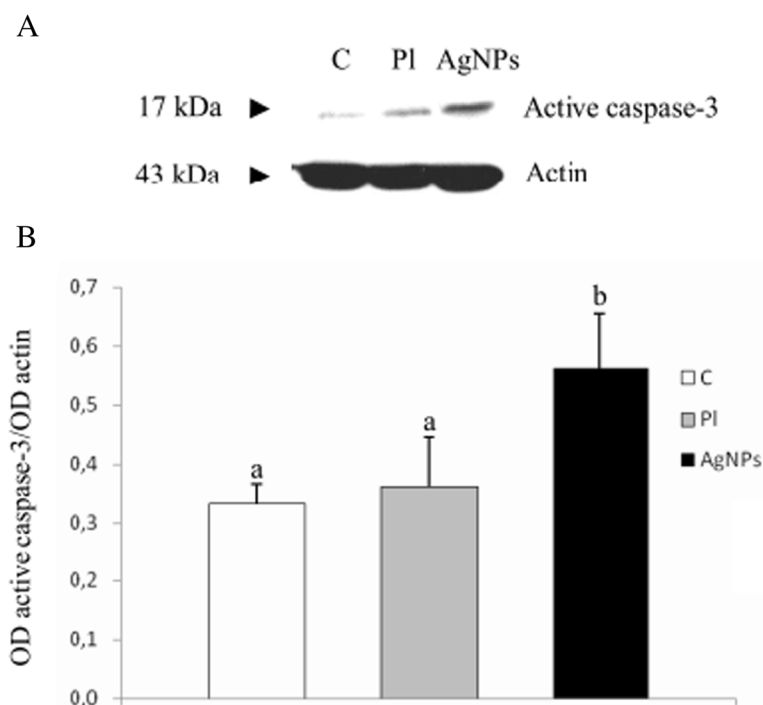 A
C Pl AgNPs
17 kDa ► Active caspase-3
43 kDa ► Actin
B
OD active caspase-3/OD actin
0,7
0,6
0,5
0,4
0,3
0,2
0,1
0,0
a
a
b
C
Pl
AgNPs